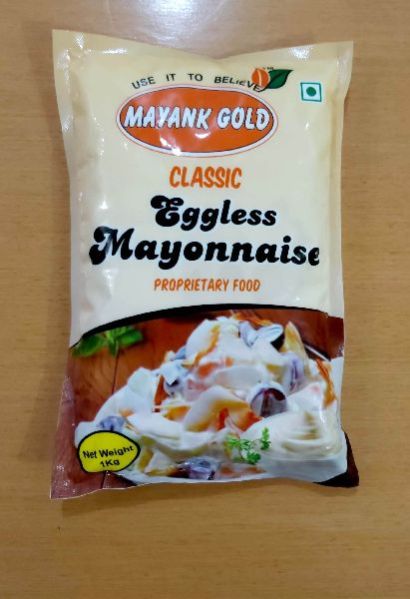 USE IT TO BELIEVE
MAYANK GOLD
CLASSIC
Eggless
Mayonnaise
PROPRIETARY FOOD
Net Weight
1Kg